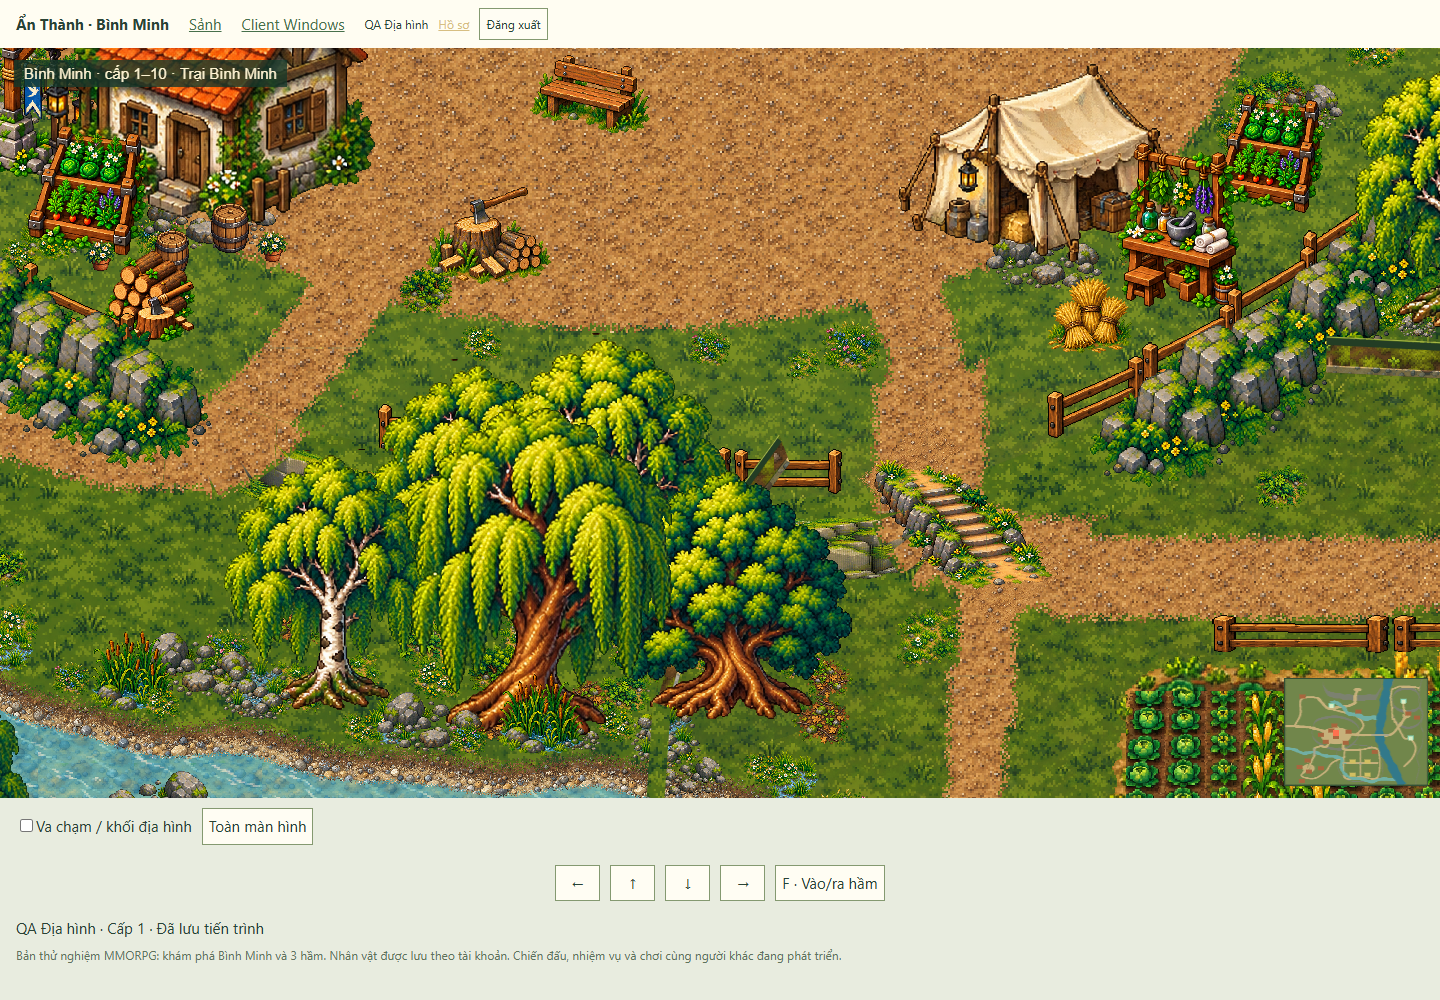 Ẩn Thành · Bình Minh Sảnh Client Windows QA Địa hình Hồ sơ Đăng xuất
Bình Minh · cấp 1–10 · Trại Bình Minh
Va chạm / khối địa hình Toàn màn hình
← ↑ ↓ → F · Vào/ra hầm
QA Địa hình · Cấp 1 · Đã lưu tiến trình
Bản thử nghiệm MMORPG: khám phá Bình Minh và 3 hầm. Nhân vật được lưu theo tài khoản. Chiến đấu, nhiệm vụ và chơi cùng người khác đang phát triển.